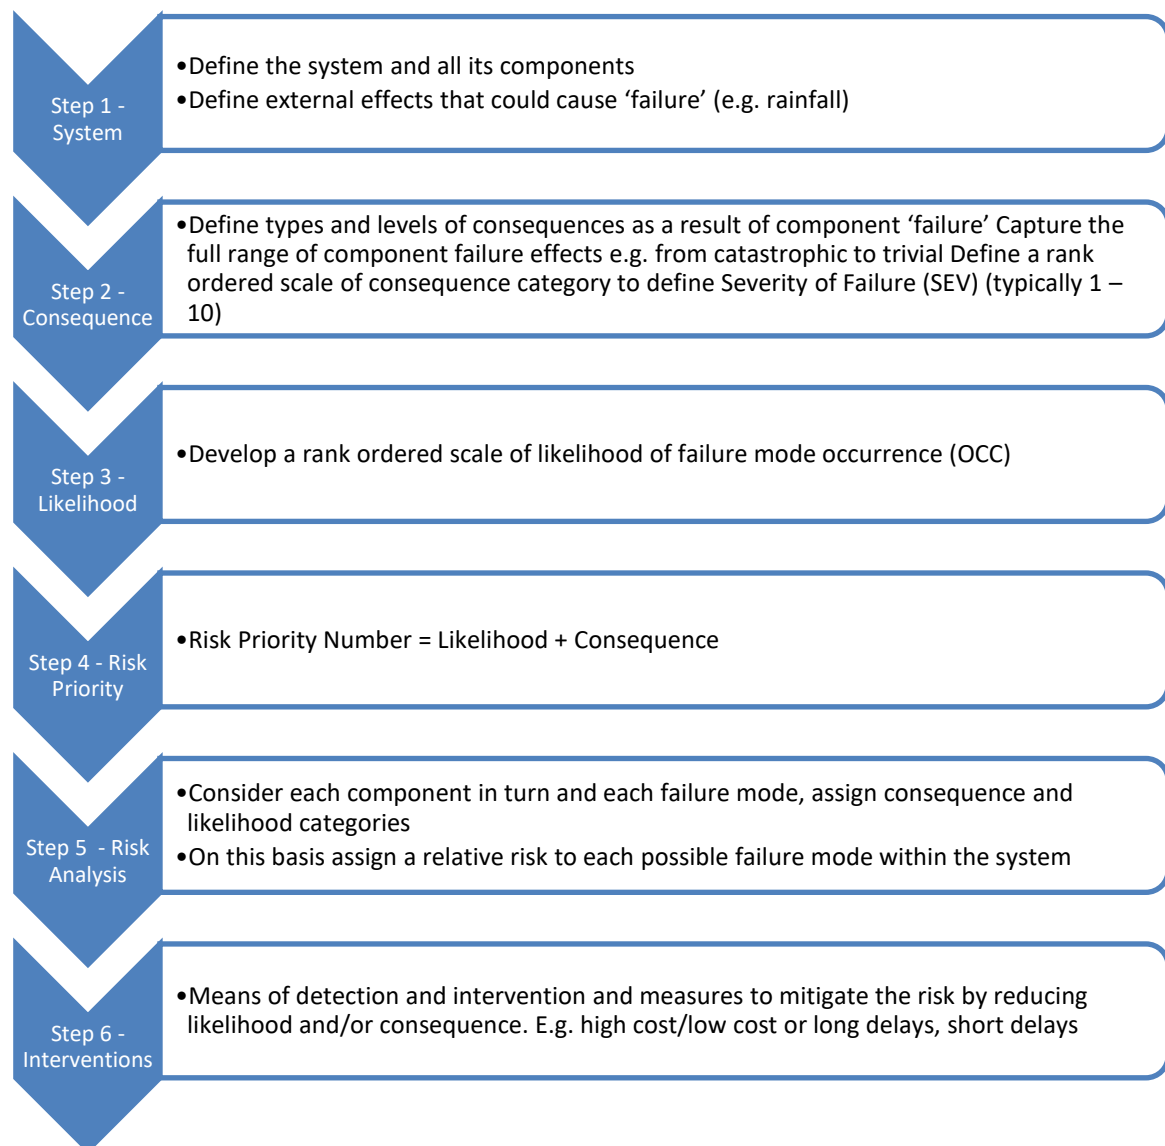 Step 1 -
System
•Define the system and all its components
•Define external effects that could cause ‘failure’ (e.g. rainfall)
Step 2 -
Consequence
•Define types and levels of consequences as a result of component ‘failure’ Capture the
full range of component failure effects e.g. from catastrophic to trivial Define a rank
ordered scale of consequence category to define Severity of Failure (SEV) (typically 1 –
10)
Step 3 -
Likelihood
•Develop a rank ordered scale of likelihood of failure mode occurrence (OCC)
Step 4 - Risk
Priority
•Risk Priority Number = Likelihood + Consequence
Step 5  - Risk
Analysis
•Consider each component in turn and each failure mode, assign consequence and
likelihood categories
•On this basis assign a relative risk to each possible failure mode within the system
Step 6 -
Interventions
•Means of detection and intervention and measures to mitigate the risk by reducing
likelihood and/or consequence. E.g. high cost/low cost or long delays, short delays